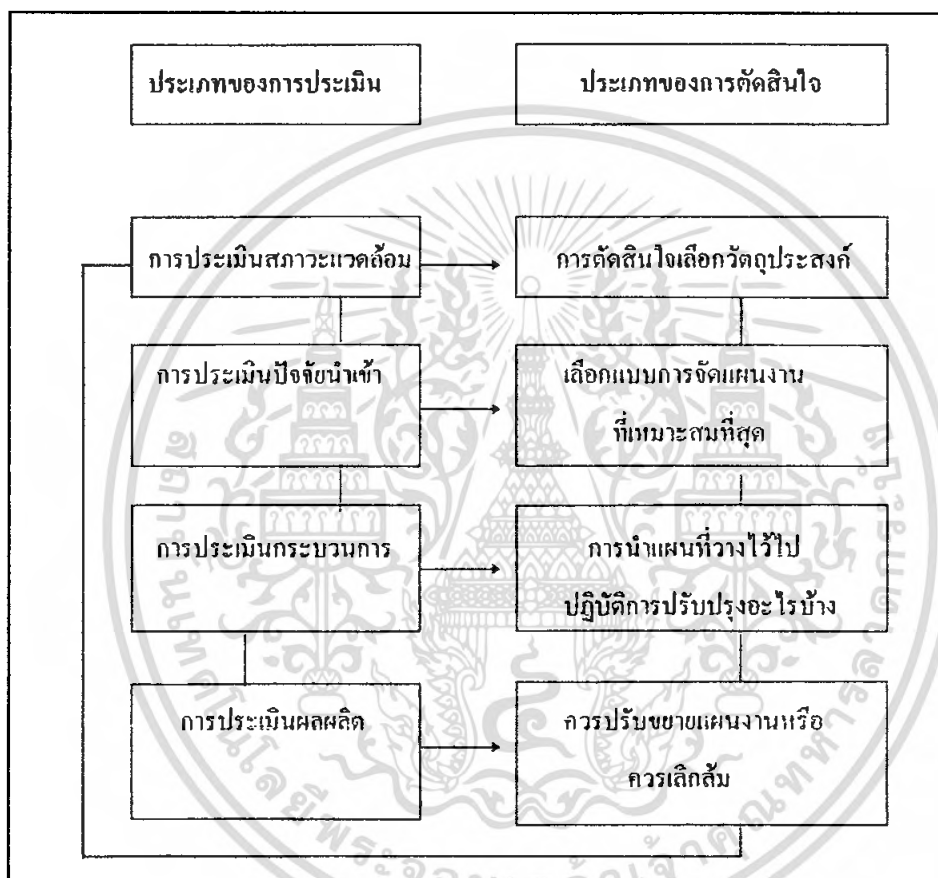 ประเภทของการประเมิน
ประเภทของการตัดสินใจ
การประเมินสภาวะแวดล้อม
การตัดสินใจเลือกวัตถุประสงค์
การประเมินปัจจัยนำเข้า
เลือกแบบการจัดแผนงาน
ที่เหมาะสมที่สุด
การประเมินกระบวนการ
การนำแผนที่วางไว้ไป
ปฏิบัติการปรับปรุงอะไรบ้าง
การประเมินผลผลิต
ควรปรับขยายแผนงานหรือ
ควรเลิกล้ม